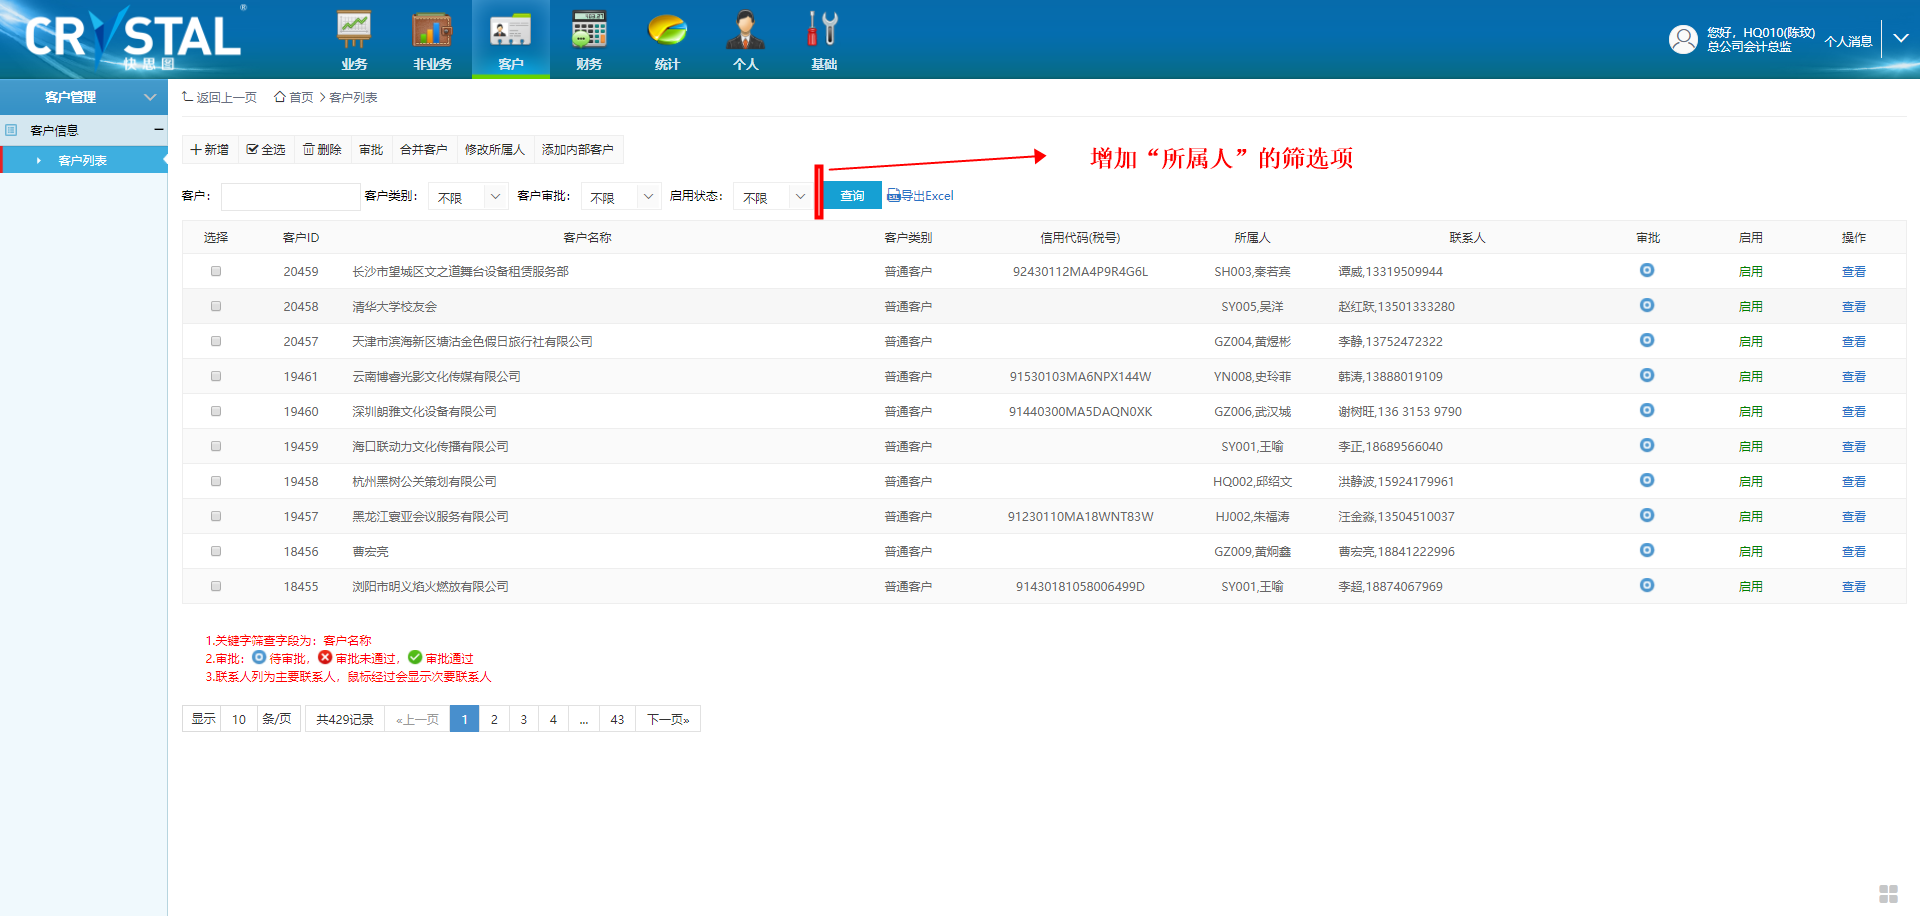 CRYSTAL ®
快思图
业务 非业务 客户 财务 统计 个人 基础
您好，HQ010(陈玟)
总公司会计总监
个人消息
客户管理
客户信息
客户列表
返回上一页 首页 > 客户列表
新增 全选 删除 审批 合并客户 修改所属人 添加内部客户
增加“所属人”的筛选项
客户： 客户类别： 不限 客户审批： 不限 启用状态： 不限 查询 导出Excel
选择 客户ID 客户名称 客户类别 信用代码(税号) 所属人 联系人 审批 启用 操作
20459 长沙市望城区文之道舞台设备租赁服务部 普通客户 92430112MA4P9R4G6L SH003,秦若宾 谭威,13319509944 启用 查看
20458 清华大学校友会 普通客户 SY005,吴洋 赵红跃,13501333280 启用 查看
20457 天津市滨海新区塘沽金色假日旅行社有限公司 普通客户 GZ004,黄煜彬 李静,13752472322 启用 查看
19461 云南博睿光影文化传媒有限公司 普通客户 91530103MA6NPX144W YN008,史玲菲 韩涛,13888019109 启用 查看
19460 深圳朗雅文化设备有限公司 普通客户 91440300MA5DAQN0XK GZ006,武汉城 谢树旺,136 3153 9790 启用 查看
19459 海口联动力文化传播有限公司 普通客户 SY001,王喻 李正,18689566040 启用 查看
19458 杭州黑树公关策划有限公司 普通客户 HQ002,邱绍文 洪静波,15924179961 启用 查看
19457 黑龙江寰亚会议服务有限公司 普通客户 91230110MA18WNT83W HJ002,朱福涛 汪金淼,13504510037 启用 查看
18456 曹宏亮 普通客户 GZ009,黄炯鑫 曹宏亮,18841222996 启用 查看
18455 浏阳市明义焰火燃放有限公司 普通客户 91430181058006499D SY001,王喻 李超,18874067969 启用 查看
1.关键字筛查字段为：客户名称
2.审批： 待审批， 审批未通过， 审批通过
3.联系人列为主要联系人，鼠标经过会显示次要联系人
显示 10 条/页 共429记录 «上一页 1 2 3 4 ... 43 下一页»